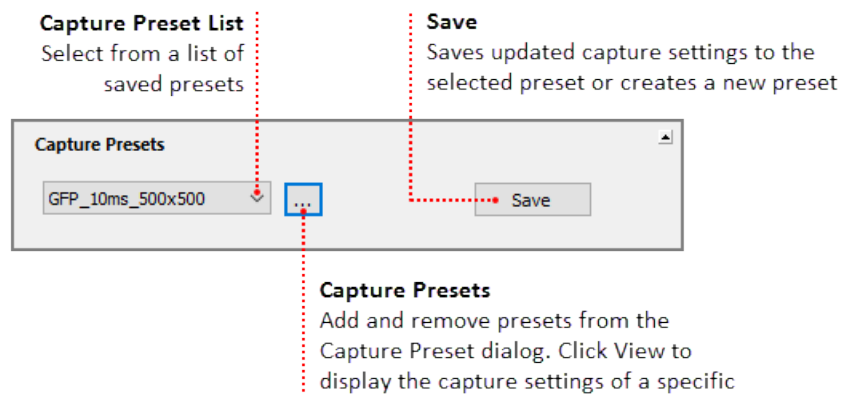 Capture Preset List
Select from a list of
saved presets
Save
Saves updated capture settings to the
selected preset or creates a new preset
Capture Presets
GFP_10ms_500x500
...
Save
Capture Presets
Add and remove presets from the
Capture Preset dialog. Click View to
display the capture settings of a specific